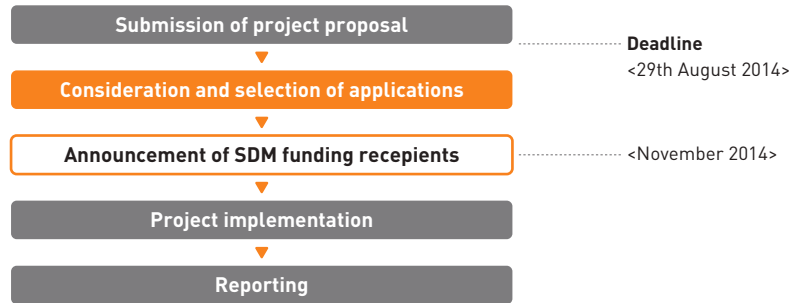 Submission of project proposal
Deadline
<29th August 2014>
Consideration and selection of applications
Announcement of SDM funding recepients
<November 2014>
Project implementation
Reporting